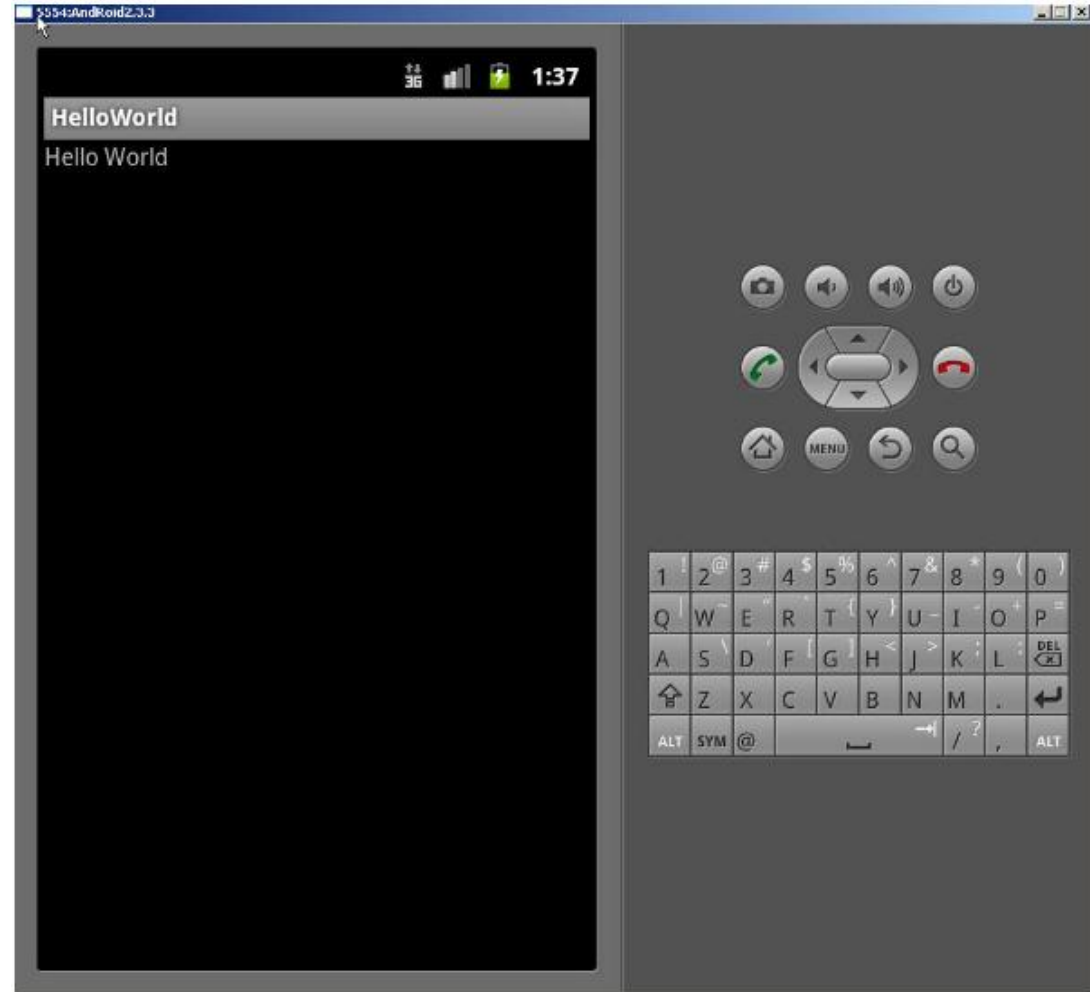 5554:AndRoid2.3.3
3G 1:37
HelloWorld
Hello World
MENU
1 ! 2 @ 3 # 4 $ 5 % 6 ^ 7 & 8 * 9 ( 0 )
Q | W ~ E " R ` T { Y } U _ I - O + P =
A S \ D ' F [ G ] H < J > K ; L : DEL
Z X C V B N M .
ALT SYM @ / ? , ALT